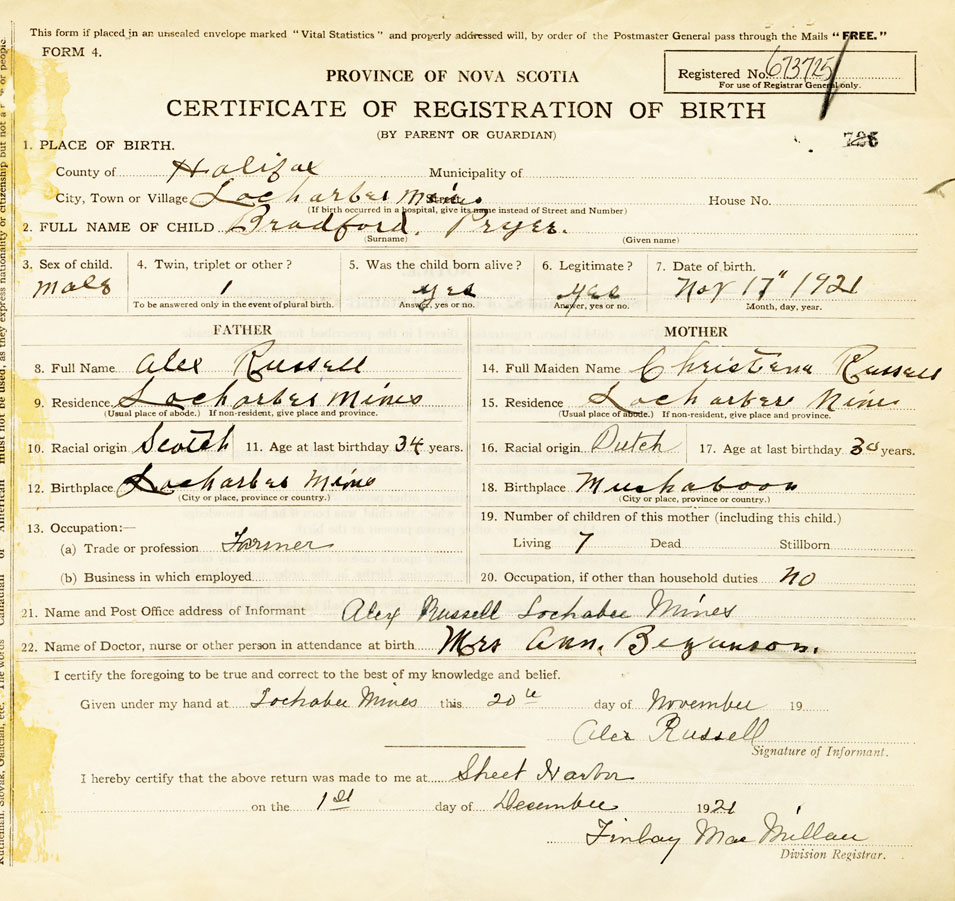 This form if placed in an unsealed envelope marked "Vital Statistics" and properly addressed will, by order of the Postmaster General pass through the Mails "FREE."
FORM 4.
Registered No. 673725
For use of Registrar General only.
PROVINCE OF NOVA SCOTIA
CERTIFICATE OF REGISTRATION OF BIRTH
(BY PARENT OR GUARDIAN)
1. PLACE OF BIRTH.
County of Halifax Municipality of
City, Town or Village Locharber Mines Street House No.
(If birth occurred in a hospital, give its name instead of Street and Number)
2. FULL NAME OF CHILD Bradford. Pryer.
(Surname) (Given name)
3. Sex of child. 4. Twin, triplet or other? 5. Was the child born alive? 6. Legitimate? 7. Date of birth.
male 1 yes yes Nov 17" 1921
To be answered only in the event of plural birth. Answer, yes or no. Answer, yes or no. Month, day, year.
FATHER
8. Full Name Alex Russell
9. Residence Locharber Mines
(Usual place of abode.) If non-resident, give place and province.
10. Racial origin Scotch 11. Age at last birthday 34 years.
12. Birthplace Locharber Mines
(City or place, province or country.)
13. Occupation:—
(a) Trade or profession Farmer
(b) Business in which employed
MOTHER
14. Full Maiden Name Christena Russell
15. Residence Locharber Mines
(Usual place of abode.) If non-resident, give place and province.
16. Racial origin Dutch 17. Age at last birthday 30 years.
18. Birthplace
(City or place, province or country.)
19. Number of children of this mother (including this child.)
Living 7 Dead Stillborn
20. Occupation, if other than household duties No
21. Name and Post Office address of Informant Alex Russell Lochabee Mines
22. Name of Doctor, nurse or other person in attendance at birth Mrs Ann. Bezanson.
I certify the foregoing to be true and correct to the best of my knowledge and belief.
Given under my hand at Lochabee Mines this 20th day of November 19
Alex Russell
Signature of Informant.
I hereby certify that the above return was made to me at Sheet Harbor
on the 1st day of December 1921
Finlay Mac Millan
Division Registrar.